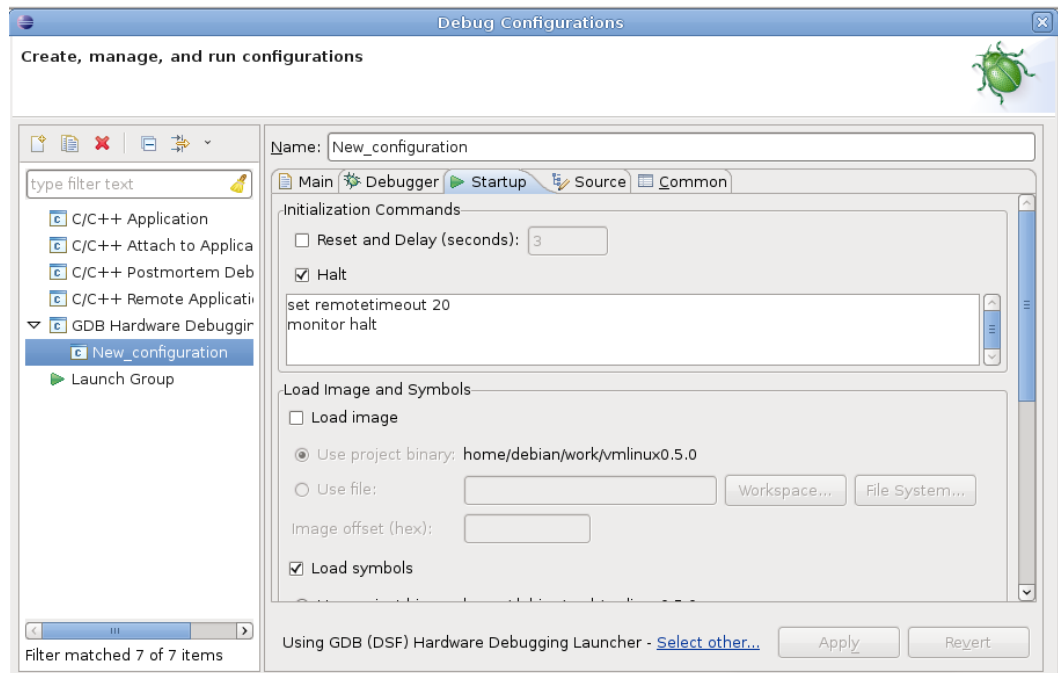 Debug Configurations
Create, manage, and run configurations
Name: New_configuration
type filter text
C/C++ Application
C/C++ Attach to Applica
C/C++ Postmortem Deb
C/C++ Remote Applicati
GDB Hardware Debuggin
New_configuration
Launch Group
Filter matched 7 of 7 items
Main Debugger Startup Source Common
Initialization Commands
Reset and Delay (seconds): 3
Halt
set remotetimeout 20
monitor halt
Load Image and Symbols
Load image
Use project binary: home/debian/work/vmlinux0.5.0
Use file: Workspace... File System...
Image offset (hex):
Load symbols
Using GDB (DSF) Hardware Debugging Launcher - Select other... Apply Revert